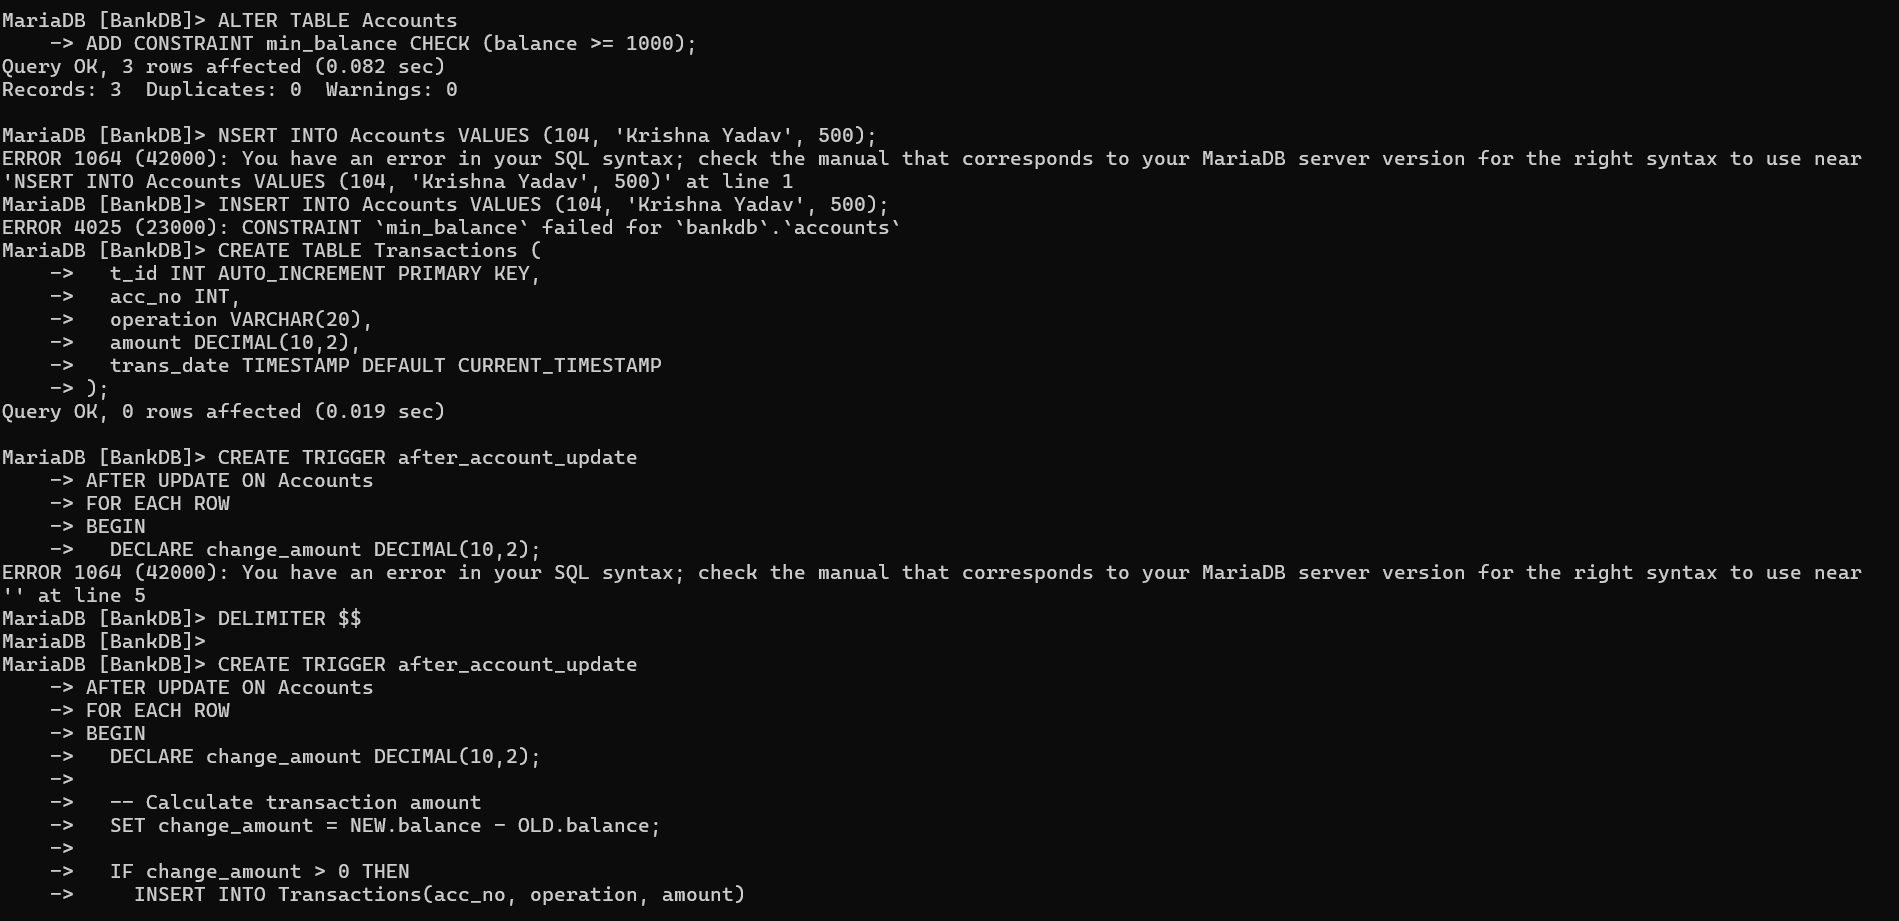 MariaDB [BankDB]> ALTER TABLE Accounts
    -> ADD CONSTRAINT min_balance CHECK (balance >= 1000);
Query OK, 3 rows affected (0.082 sec)
Records: 3  Duplicates: 0  Warnings: 0

MariaDB [BankDB]> NSERT INTO Accounts VALUES (104, 'Krishna Yadav', 500);
ERROR 1064 (42000): You have an error in your SQL syntax; check the manual that corresponds to your MariaDB server version for the right syntax to use near
'NSERT INTO Accounts VALUES (104, 'Krishna Yadav', 500)' at line 1
MariaDB [BankDB]> INSERT INTO Accounts VALUES (104, 'Krishna Yadav', 500);
ERROR 4025 (23000): CONSTRAINT `min_balance` failed for `bankdb`.`accounts`
MariaDB [BankDB]> CREATE TABLE Transactions (
    ->   t_id INT AUTO_INCREMENT PRIMARY KEY,
    ->   acc_no INT,
    ->   operation VARCHAR(20),
    ->   amount DECIMAL(10,2),
    ->   trans_date TIMESTAMP DEFAULT CURRENT_TIMESTAMP
    -> );
Query OK, 0 rows affected (0.019 sec)

MariaDB [BankDB]> CREATE TRIGGER after_account_update
    -> AFTER UPDATE ON Accounts
    -> FOR EACH ROW
    -> BEGIN
    ->   DECLARE change_amount DECIMAL(10,2);
ERROR 1064 (42000): You have an error in your SQL syntax; check the manual that corresponds to your MariaDB server version for the right syntax to use near
'' at line 5
MariaDB [BankDB]> DELIMITER $$
MariaDB [BankDB]>
MariaDB [BankDB]> CREATE TRIGGER after_account_update
    -> AFTER UPDATE ON Accounts
    -> FOR EACH ROW
    -> BEGIN
    ->   DECLARE change_amount DECIMAL(10,2);
    ->
    ->   -- Calculate transaction amount
    ->   SET change_amount = NEW.balance - OLD.balance;
    ->
    ->   IF change_amount > 0 THEN
    ->     INSERT INTO Transactions(acc_no, operation, amount)